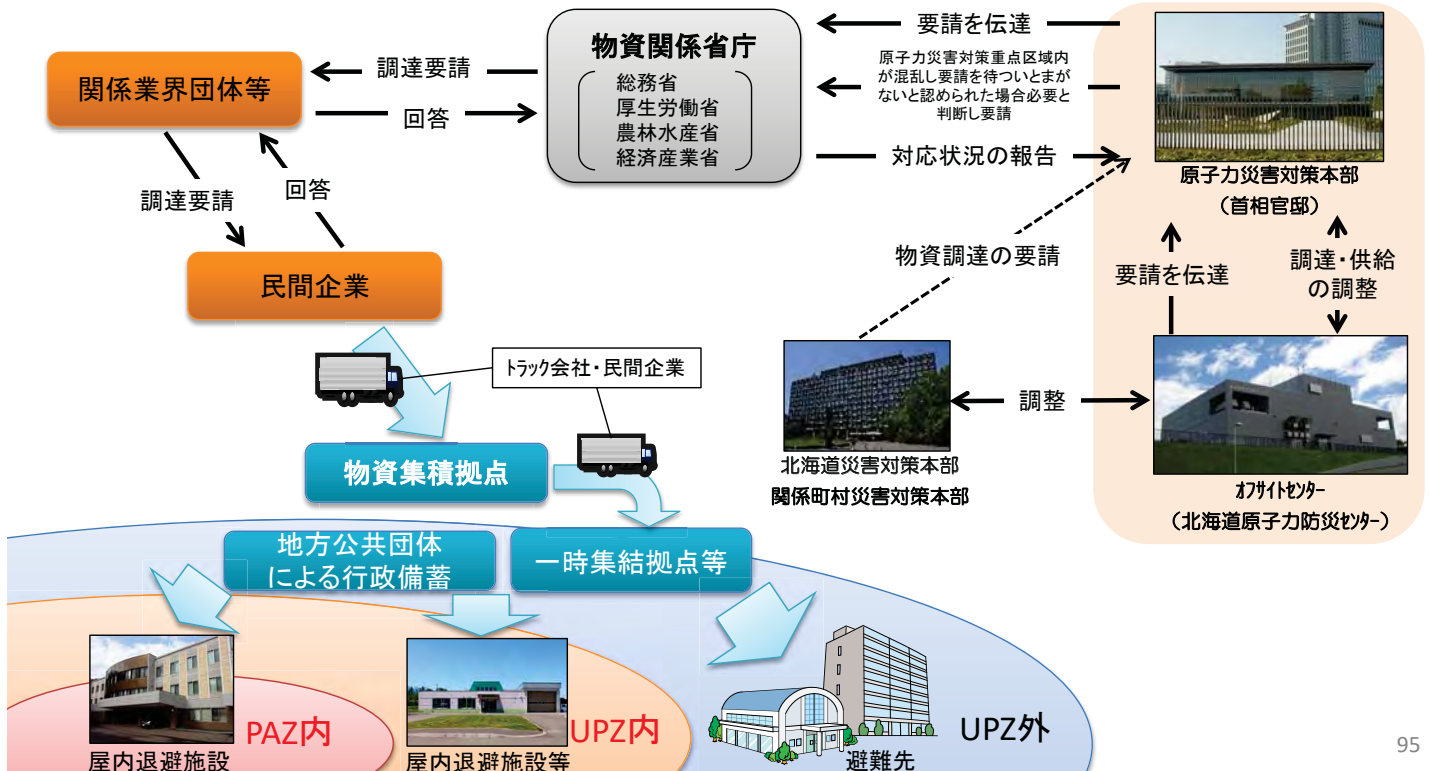 関係業界団体等
調達要請
回答
物資関係省庁
総務省
厚生労働省
農林水産省
経済産業省
要請を伝達
原子力災害対策重点区域内
が混乱し要請を待ついとまが
ないと認められた場合必要と
判断し要請
対応状況の報告
原子力災害対策本部
（首相官邸）
調達要請
回答
民間企業
物資調達の要請
要請を伝達
調達・供給
の調整
トラック会社・民間企業
調整
物資集積拠点
北海道災害対策本部
関係町村災害対策本部
オフサイトセンター
（北海道原子力防災センター）
地方公共団体
による行政備蓄
一時集結拠点等
PAZ内
屋内退避施設
UPZ内
屋内退避施設等
UPZ外
避難先
95